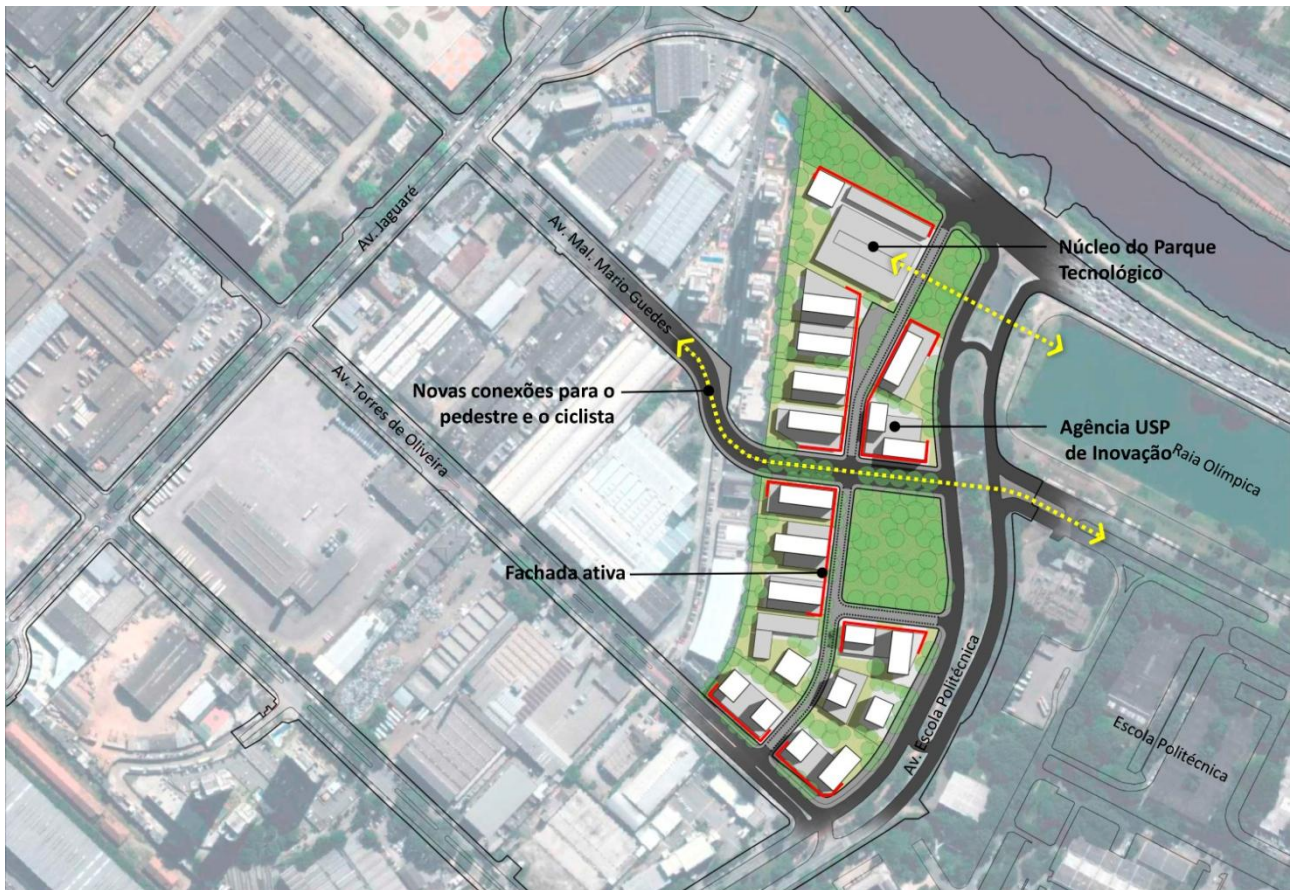 Av. Jaguaré
Av. Mal. Mario Guedes
Núcleo do Parque
Tecnológico
Av. Torres de Oliveira
Novas conexões para o
pedestre e o ciclista
Agência USP
de Inovação
Raia Olímpica
Fachada ativa
Av. Escola Politécnica
Escola Politécnica